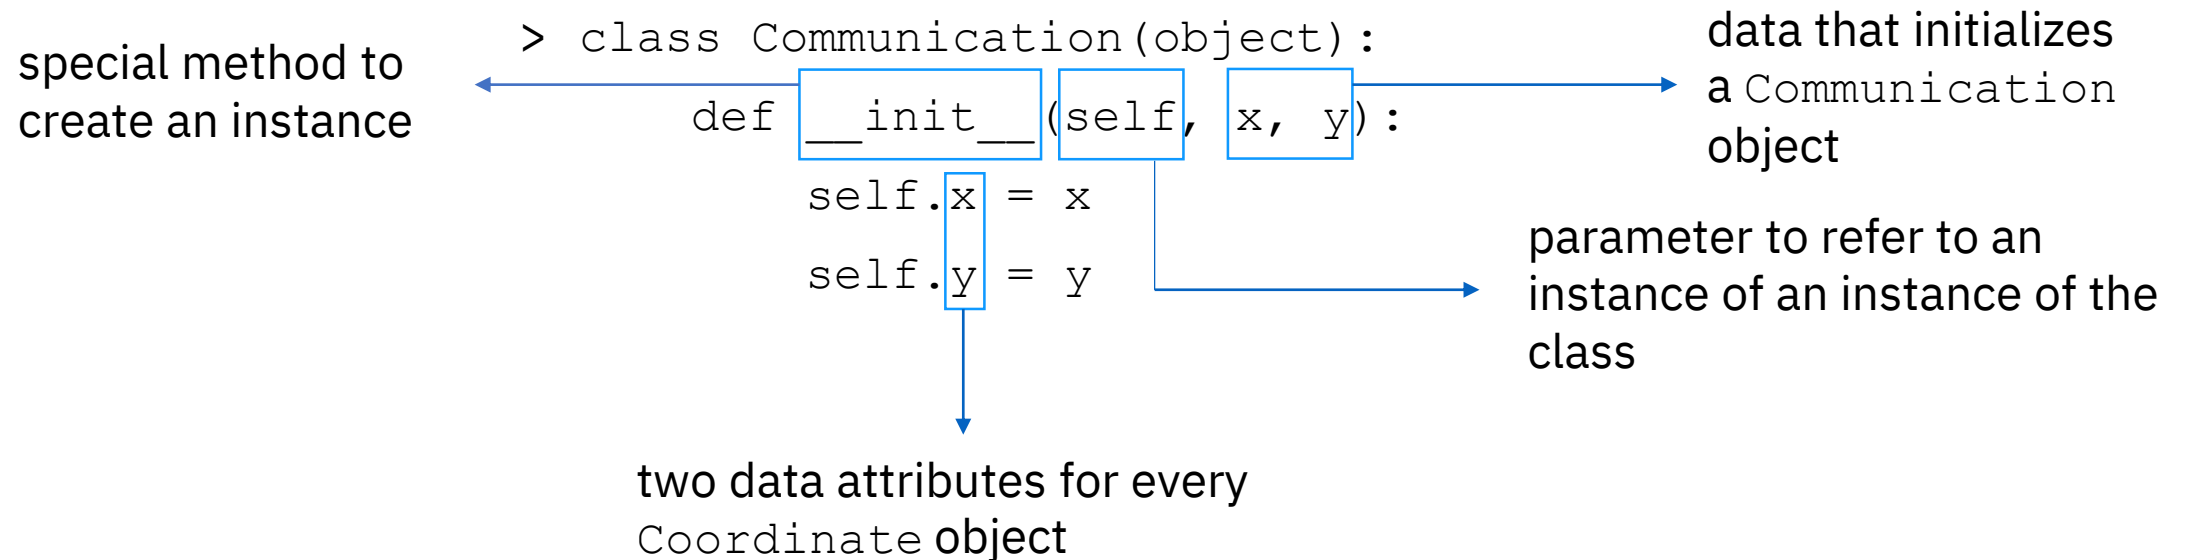 special method to
create an instance
> class Communication(object):
def __init__(self, x, y):
self.x = x
self.y = y
data that initializes
a Communication
object
parameter to refer to an
instance of an instance of the
class
two data attributes for every
Coordinate object